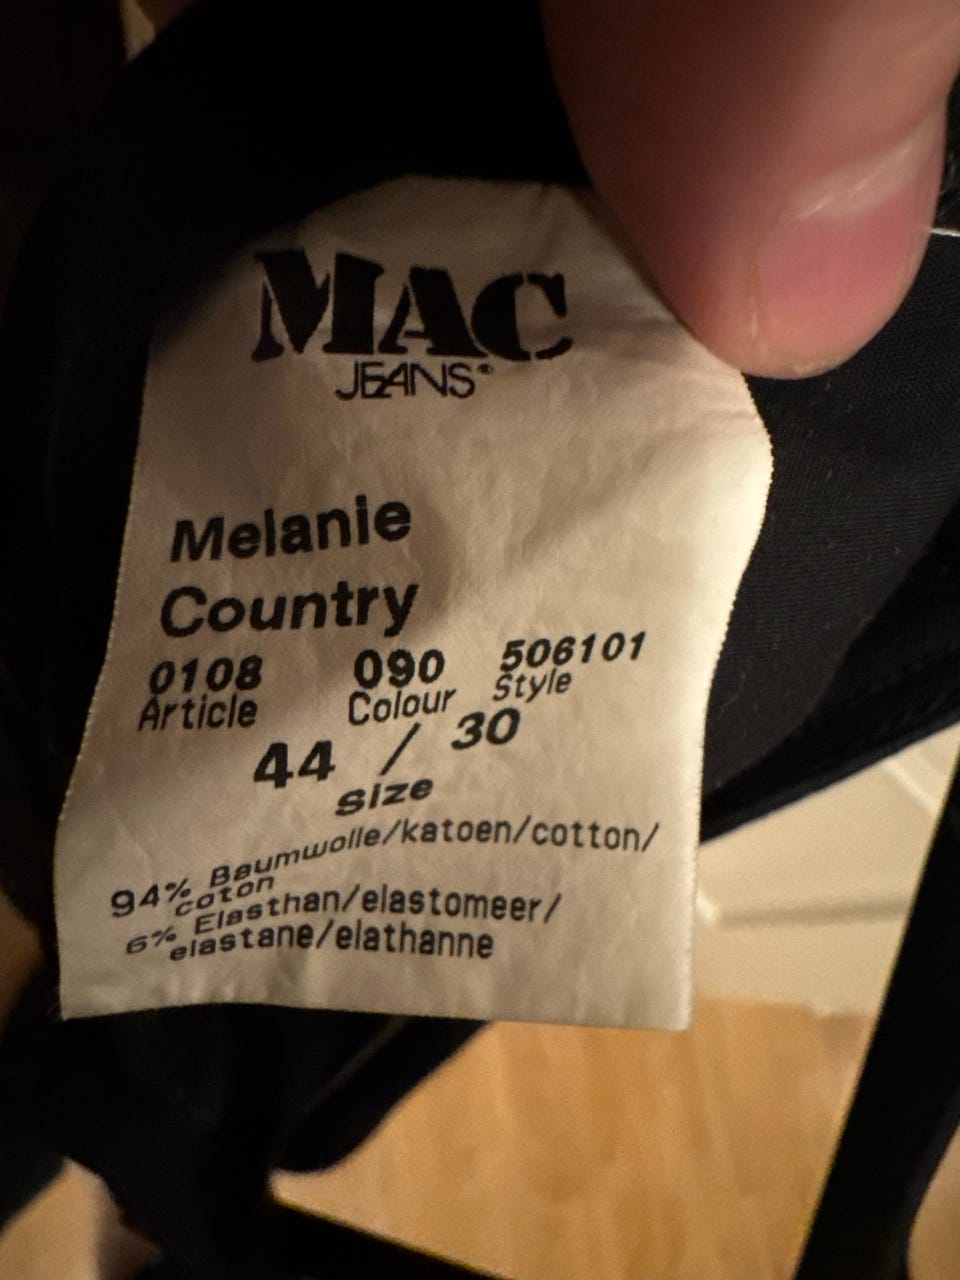 MAC
JEANS®
Melanie
Country
0108 090 506101
Article Colour Style
44 / 30
size
94% Baumwolle/katoen/cotton/
coton
6% Elasthan/elastomeer/
elastane/elathanne